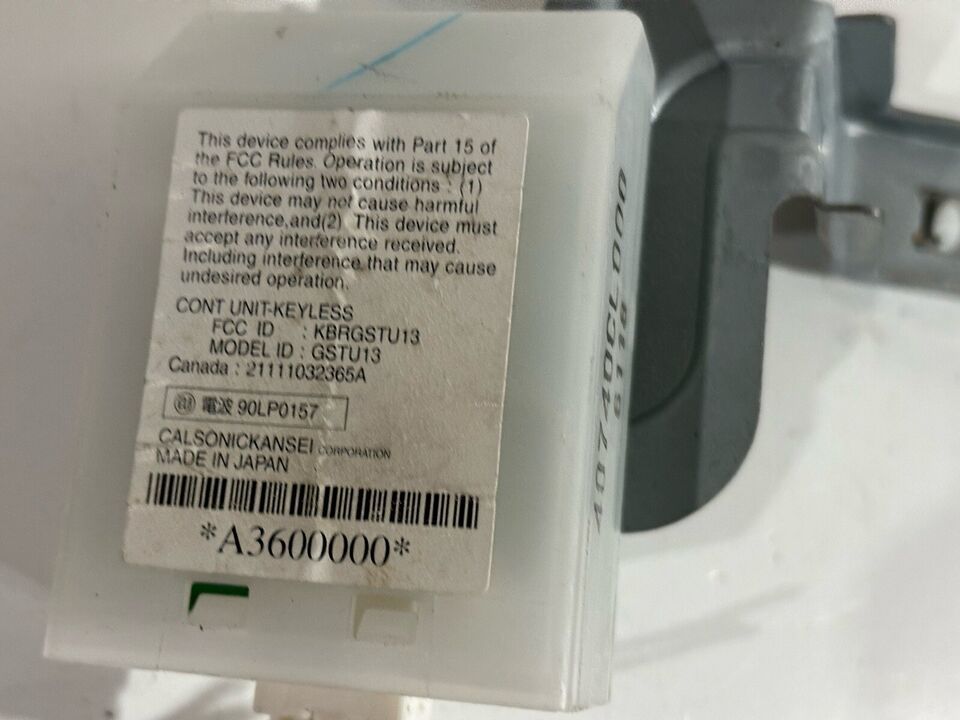 This device complies with Part 15 of
the FCC Rules. Operation is subject
to the following two conditions : (1)
This device may not cause harmful
interference,and(2) This device must
accept any interference received.
Including interference that may cause
undesired operation.
CONT UNIT-KEYLESS
FCC ID : KBRGSTU13
MODEL ID : GSTU13
Canada : 21111032365A
電波 90LP0157
CALSONICKANSEI CORPORATION
MADE IN JAPAN
*A3600000*
40740CL000
6118